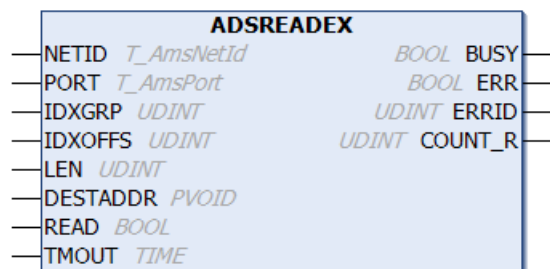 ADSREADEX
NETID T_AmsNetId BOOL BUSY
PORT T_AmsPort BOOL ERR
IDXGRP UDINT UDINT ERRID
IDXOFFS UDINT UDINT COUNT_R
LEN UDINT
DESTADDR PVOID
READ BOOL
TMOUT TIME